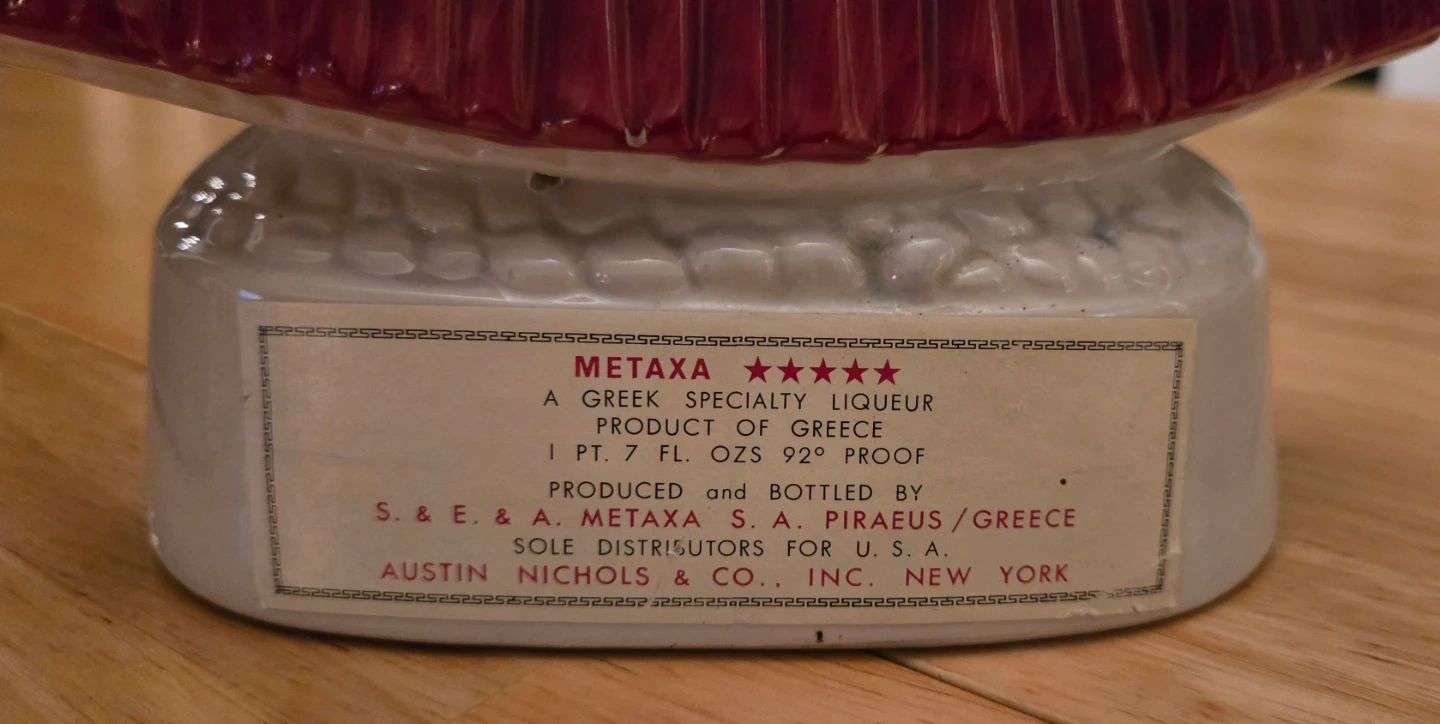 METAXA ★★★★★
A GREEK SPECIALTY LIQUEUR
PRODUCT OF GREECE
1 PT. 7 FL. OZS 92º PROOF
PRODUCED and BOTTLED BY
S. & E. & A. METAXA S. A. PIRAEUS/GREECE
SOLE DISTRIBUTORS FOR U. S. A.
AUSTIN NICHOLS & CO., INC. NEW YORK